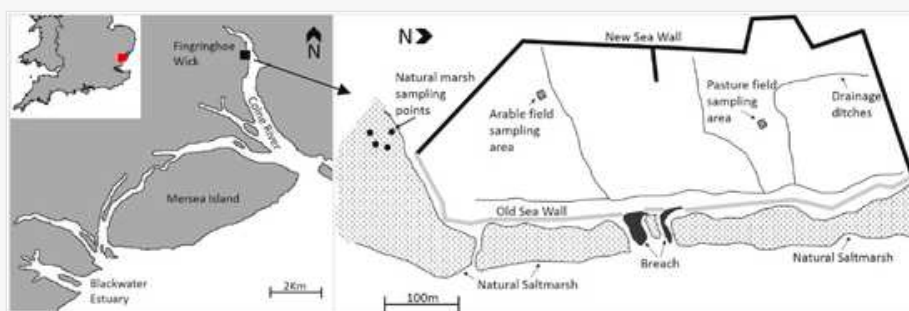 Fingringhoe
Wick
N
Colne River
Mersea Island
Blackwater
Estuary
2Km
N
New Sea Wall
Natural marsh
sampling
points
Arable field
sampling
area
Pasture field
sampling
area
Drainage
ditches
Old Sea Wall
Breach
Natural Saltmarsh
Natural Saltmarsh
100m